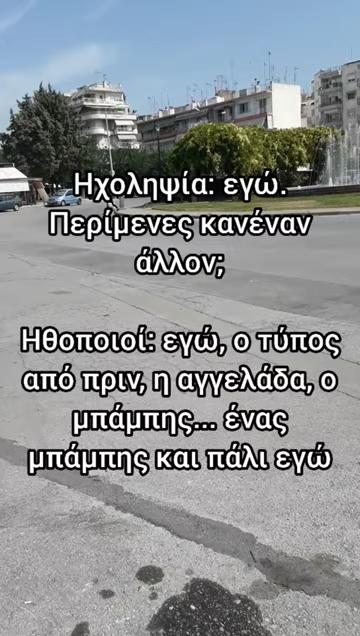 Ηχοληψία: εγώ.
Περίμενες κανέναν
άλλον;
Ηθοποιοί: εγώ, ο τύπος
από πριν, η αγγελάδα, ο
μπάμπης... ένας
μπάμπης και πάλι εγώ